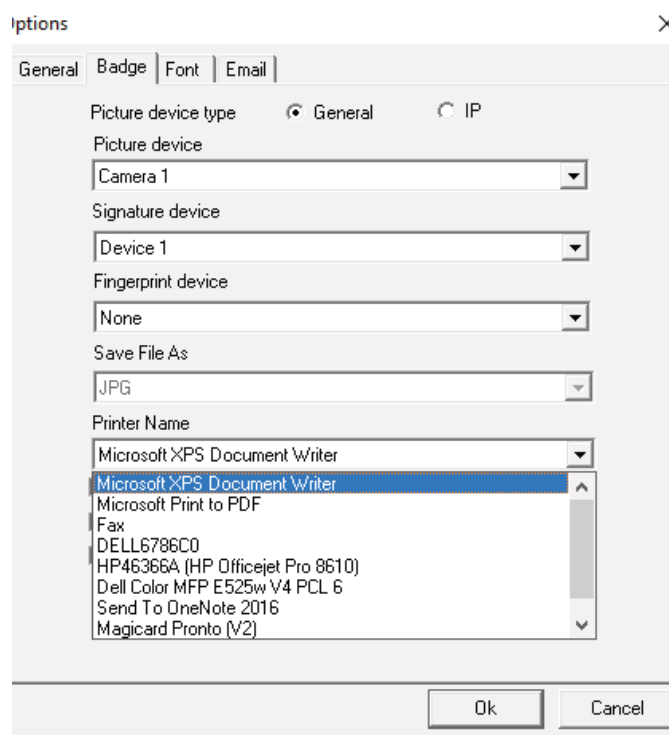 Options
General Badge Font Email
Picture device type General IP
Picture device
Camera 1
Signature device
Device 1
Fingerprint device
None
Save File As
JPG
Printer Name
Microsoft XPS Document Writer
Microsoft XPS Document Writer
Microsoft Print to PDF
Fax
DELL6786C0
HP46366A (HP Officejet Pro 8610)
Dell Color MFP E525w V4 PCL 6
Send To OneNote 2016
Magicard Pronto (V2)
Ok Cancel